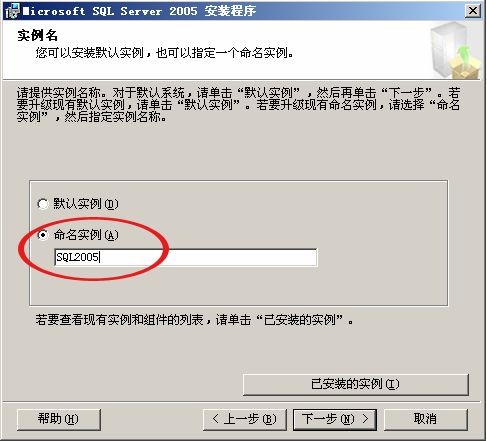 Microsoft SQL Server 2005 安装程序
实例名
您可以安装默认实例，也可以指定一个命名实例。
请提供实例名称。对于默认系统，请单击“默认实例”，然后再单击“下一步”。若
要升级现有默认实例，请单击“默认实例”。若要升级现有命名实例，请选择“命名
实例”，然后指定实例名称。
默认实例(D)
命名实例(A)
SQL2005
若要查看现有实例和组件的列表，请单击“已安装的实例”。
已安装的实例(I)
帮助(H) < 上一步(B) 下一步(N) > 取消